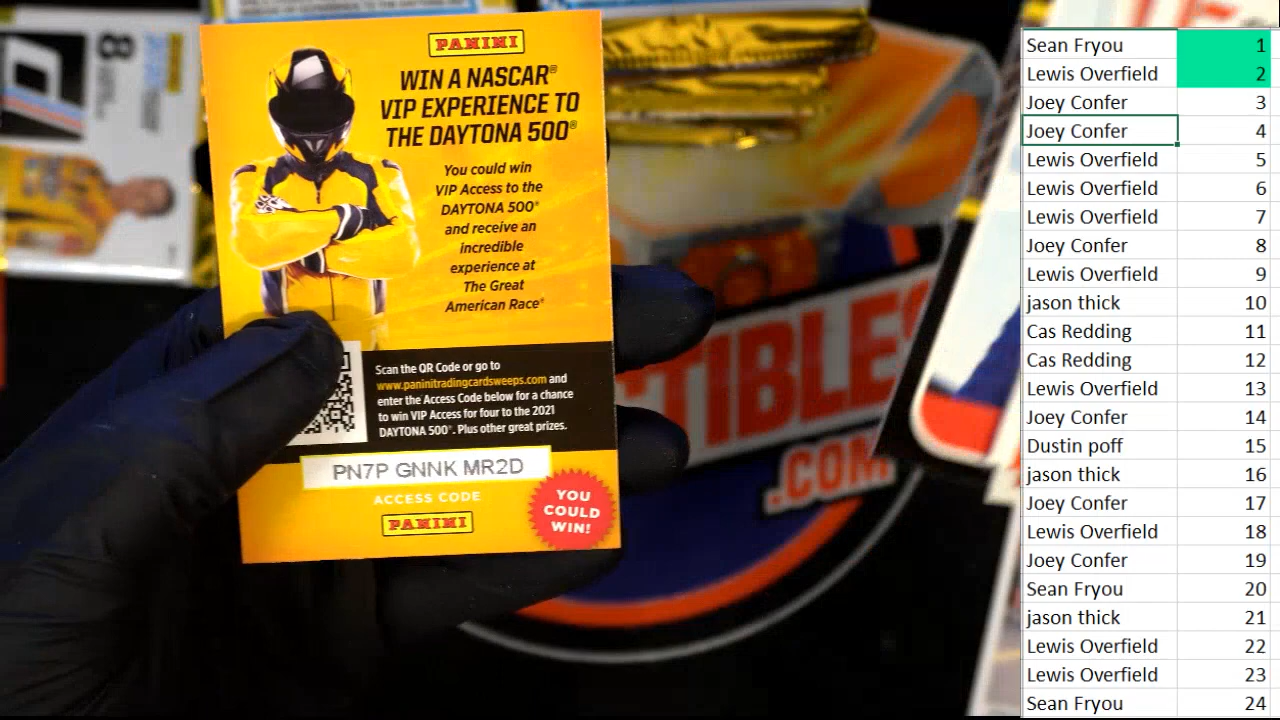 PANINI
WIN A NASCAR®
VIP EXPERIENCE TO
THE DAYTONA 500®
You could win
VIP Access to the
DAYTONA 500®
and receive an
incredible
experience at
The Great
American Race®
Scan the QR Code or go to
www.paninitradingcardsweeps.com and
enter the Access Code below for a chance
to win VIP Access for four to the 2021
DAYTONA 500®. Plus other great prizes.
PN7P GNNK MR2D
ACCESS CODE
PANINI
YOU
COULD
WIN!
8
TIBLES
.COM
Sean Fryou 1
Lewis Overfield 2
Joey Confer 3
Joey Confer 4
Lewis Overfield 5
Lewis Overfield 6
Lewis Overfield 7
Joey Confer 8
Lewis Overfield 9
jason thick 10
Cas Redding 11
Cas Redding 12
Lewis Overfield 13
Joey Confer 14
Dustin poff 15
jason thick 16
Joey Confer 17
Lewis Overfield 18
Joey Confer 19
Sean Fryou 20
jason thick 21
Lewis Overfield 22
Lewis Overfield 23
Sean Fryou 24